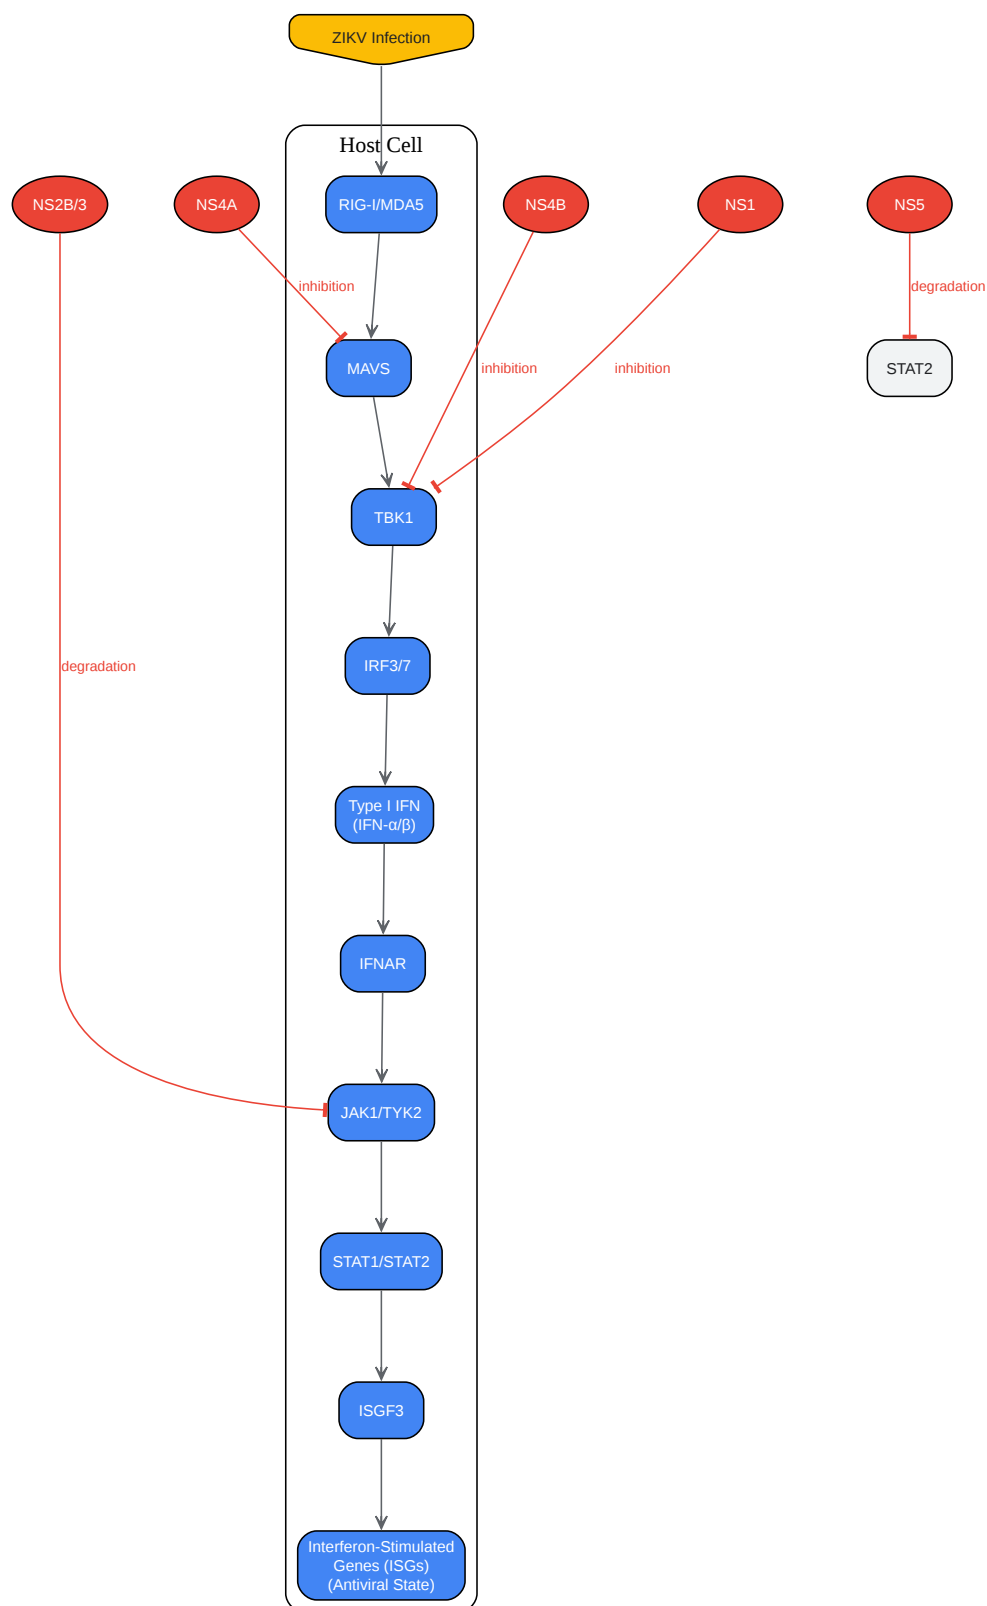 ZIKV Infection
Host Cell
NS2B/3
NS4A
RIG-I/MDA5
NS4B
NS1
NS5
inhibition
degradation
MAVS
inhibition
inhibition
STAT2
TBK1
degradation
IRF3/7
Type I IFN
(IFN-α/β)
IFNAR
JAK1/TYK2
STAT1/STAT2
ISGF3
Interferon-Stimulated
Genes (ISGs)
(Antiviral State)